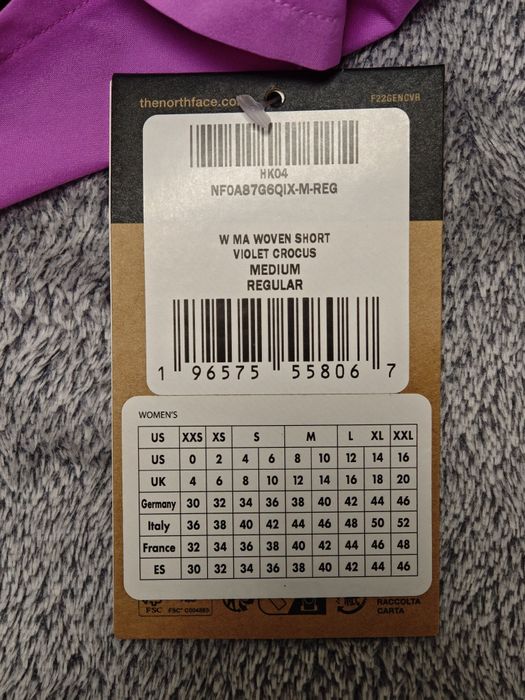 thenorthface.co
F22GENCVR
HK04
NF0A87G6QIX-M-REG
W MA WOVEN SHORT
VIOLET CROCUS
MEDIUM
REGULAR
1 96575 55806 7
WOMEN'S
US XXS XS S M L XL XXL
US 0 2 4 6 8 10 12 14 16
UK 4 6 8 10 12 14 16 18 20
Germany 30 32 34 36 38 40 42 44 46
Italy 36 38 40 42 44 46 48 50 52
France 32 34 36 38 40 42 44 46 48
ES 30 32 34 36 38 40 42 44 46
FSC FSC® C004885
RACCOLTA
CARTA